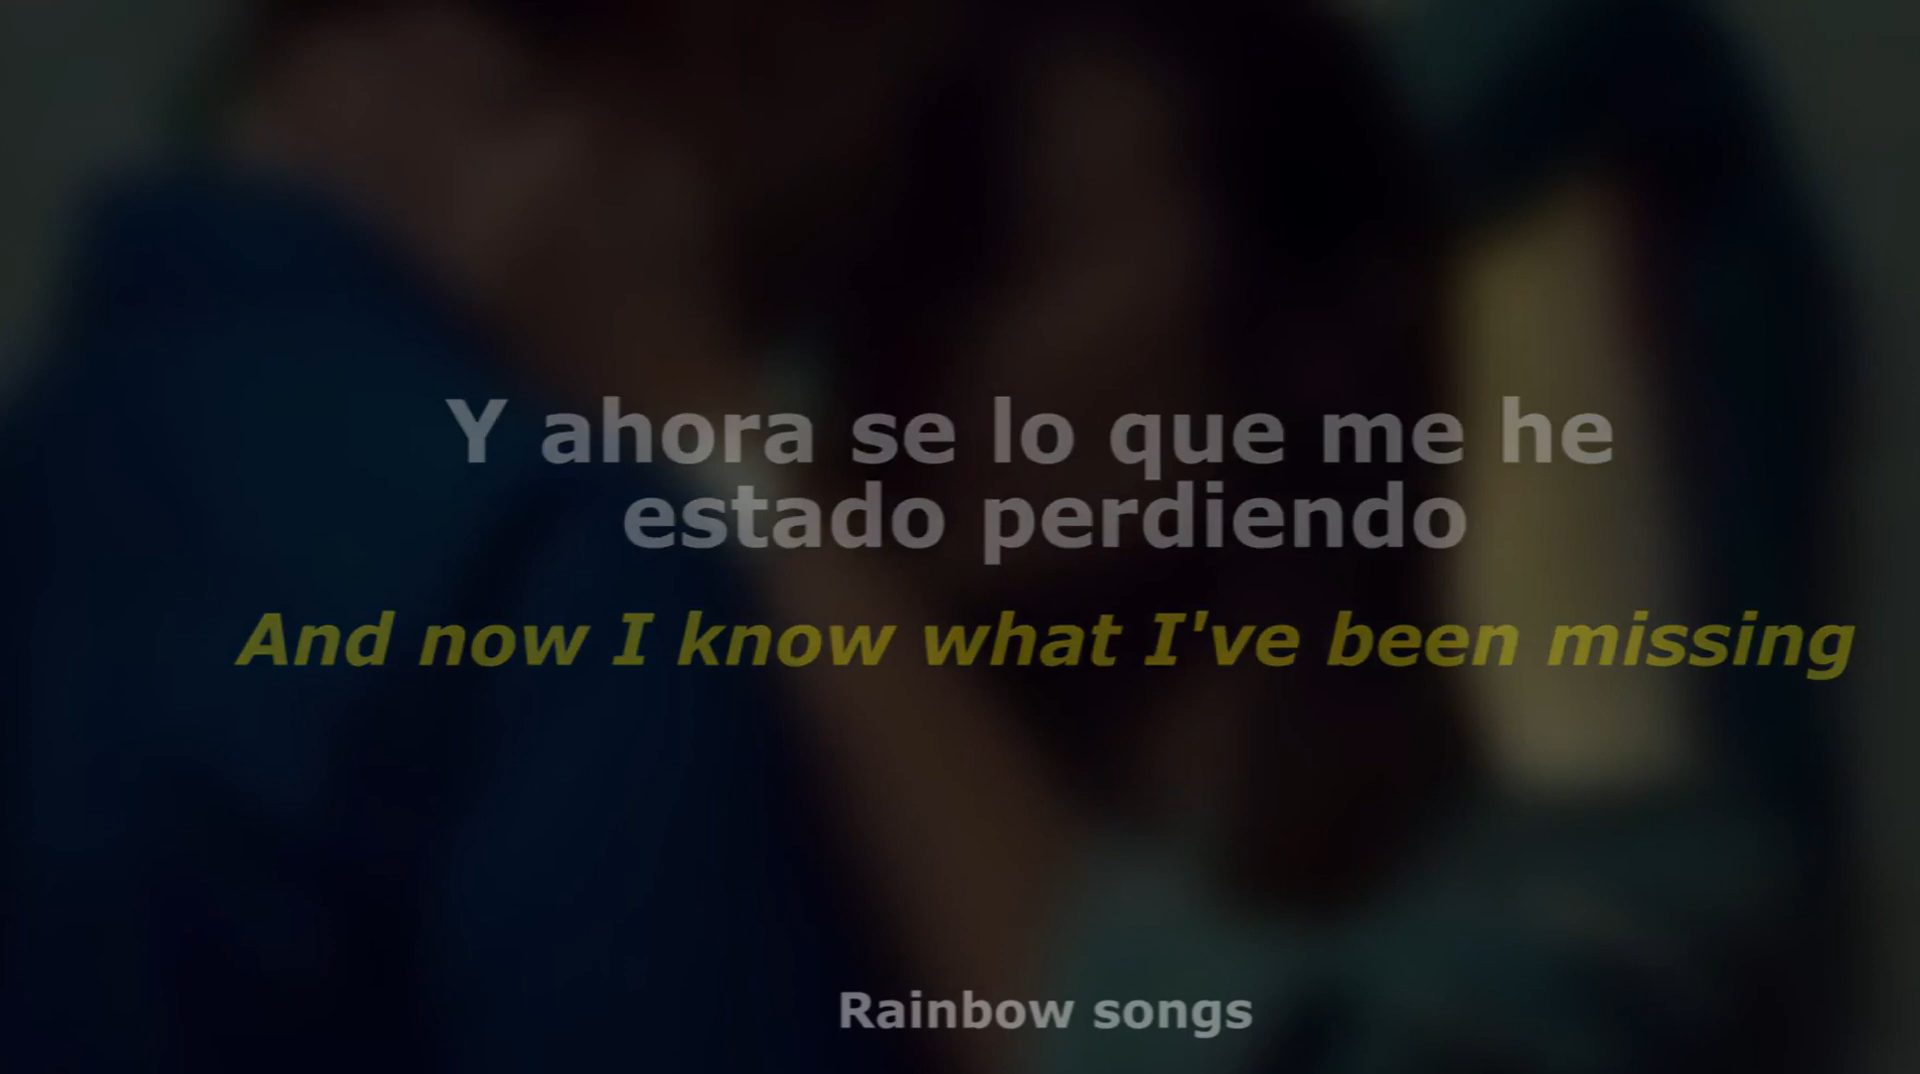 Y ahora se lo que me he
estado perdiendo
And now I know what I've been missing
Rainbow songs